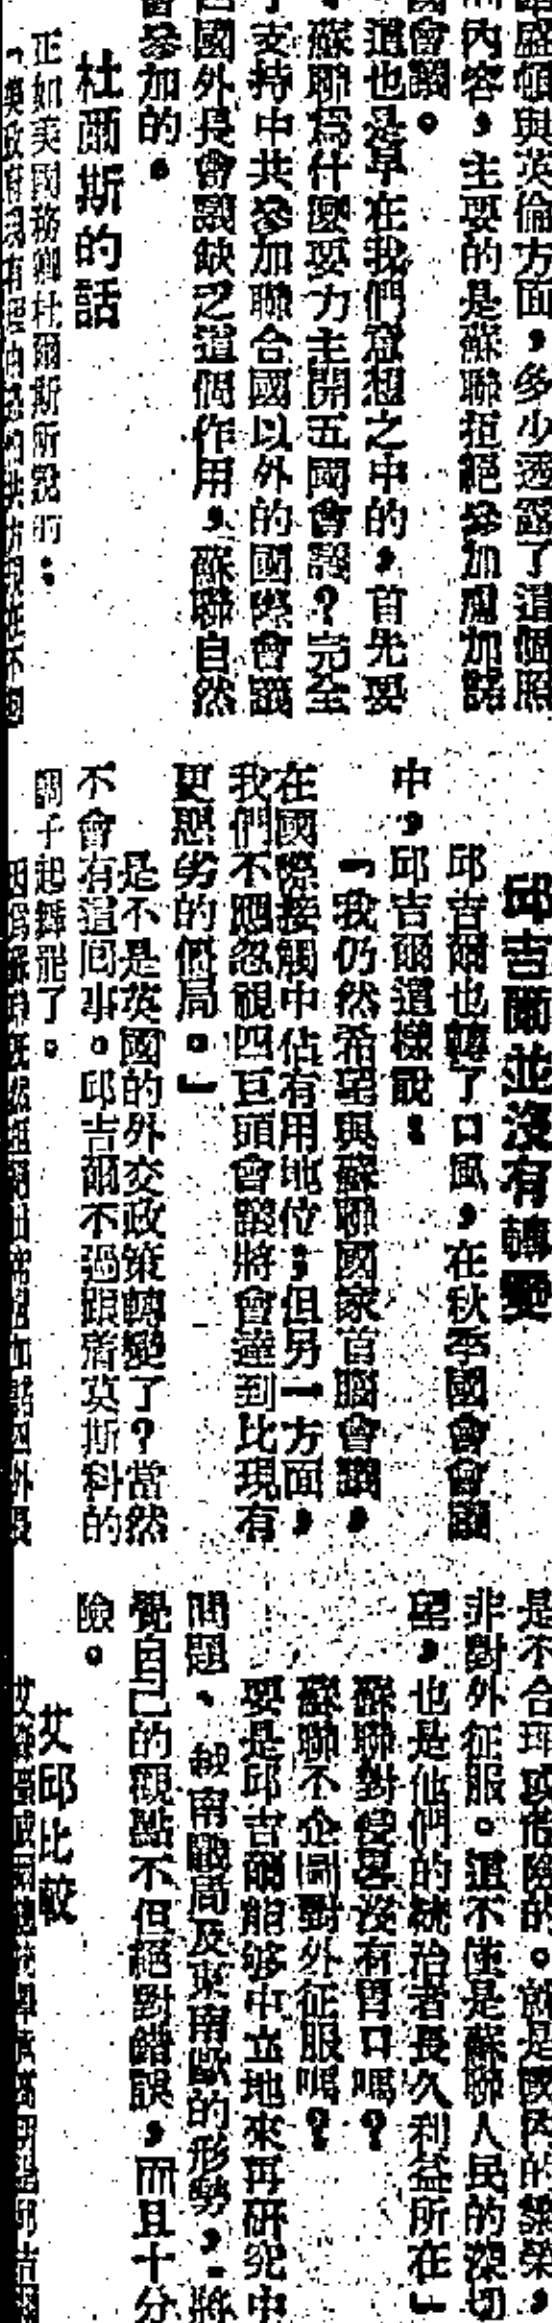 盛頓與英倫方面，多少透露了這個照
內容，主要的是蘇聯拒絕參加盧加諾
國會議。
這也是早在我們意想之中的，首先要
蘇聯爲什麼要力主開五國會議？完全
支持中共參加聯合國以外的國際會議
四國外長會議缺乏這個作用，蘇聯自然
會參加的。
杜爾斯的話
正如美國務卿杜爾斯所說的：
邱吉爾並沒有轉變
邱吉爾也轉了口風，在秋季國會會議
中，邱吉爾這樣說：
「我仍然希望與蘇聯國家首腦會議，
在國際接觸中佔有用地位；但另一方面，
我們不應忽視四巨頭會議將會達到比現有
更惡劣的僵局。」
是不是英國的外交政策轉變了？當然
不會有這回事。邱吉爾不過跟着莫斯科的
調子起舞罷了。
是不合理或危險的。就是國內的繁榮，
非對外征服。這不僅是蘇聯人民的深切
望，也是他們的統治者長久利益所在」
蘇聯對侵畧沒有胃口嗎？
蘇聯不企圖對外征服嗎？
要是邱吉爾能够中立地來再研究中
問題、越南戰局及東南歐的形勢，將
覺自己的觀點不但絕對錯誤，而且十分
險。
艾邱比較